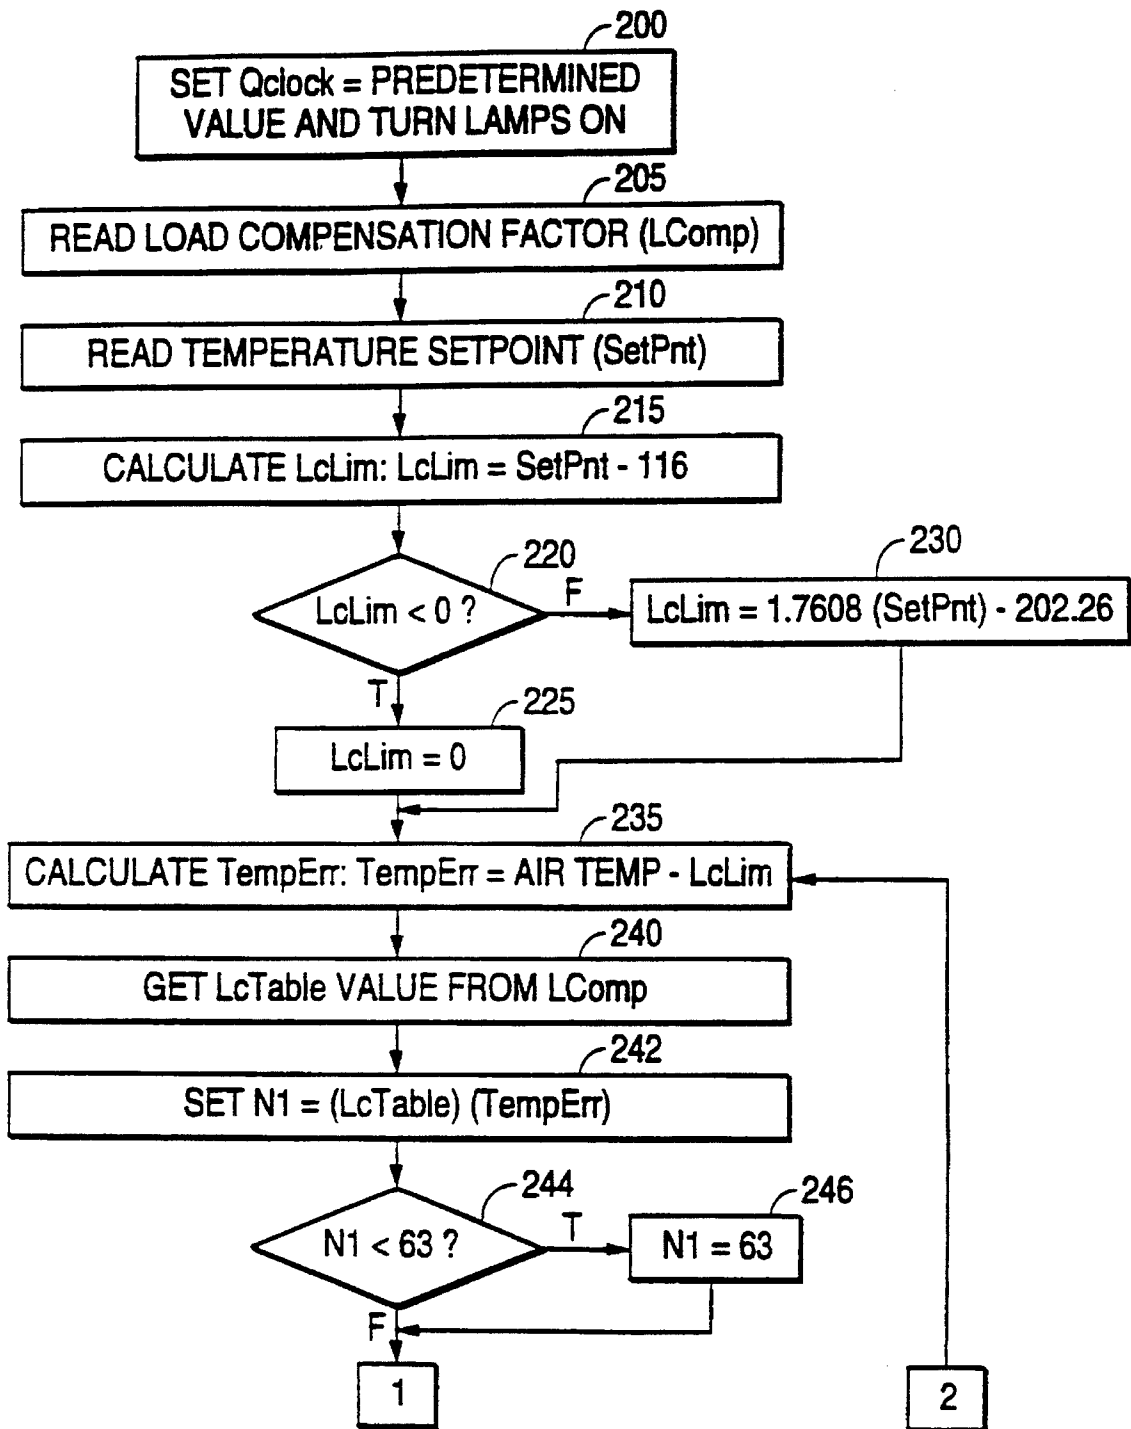 200
SET Qclock = PREDETERMINED
VALUE AND TURN LAMPS ON
205
READ LOAD COMPENSATION FACTOR (LComp)
210
READ TEMPERATURE SETPOINT (SetPnt)
215
CALCULATE LcLim: LcLim = SetPnt - 116
220
LcLim < 0 ?
F
230
LcLim = 1.7608 (SetPnt) - 202.26
T
225
LcLim = 0
235
CALCULATE TempErr: TempErr = AIR TEMP - LcLim
240
GET LcTable VALUE FROM LComp
242
SET N1 = (LcTable) (TempErr)
244
N1 < 63 ?
T
246
N1 = 63
F
1
2